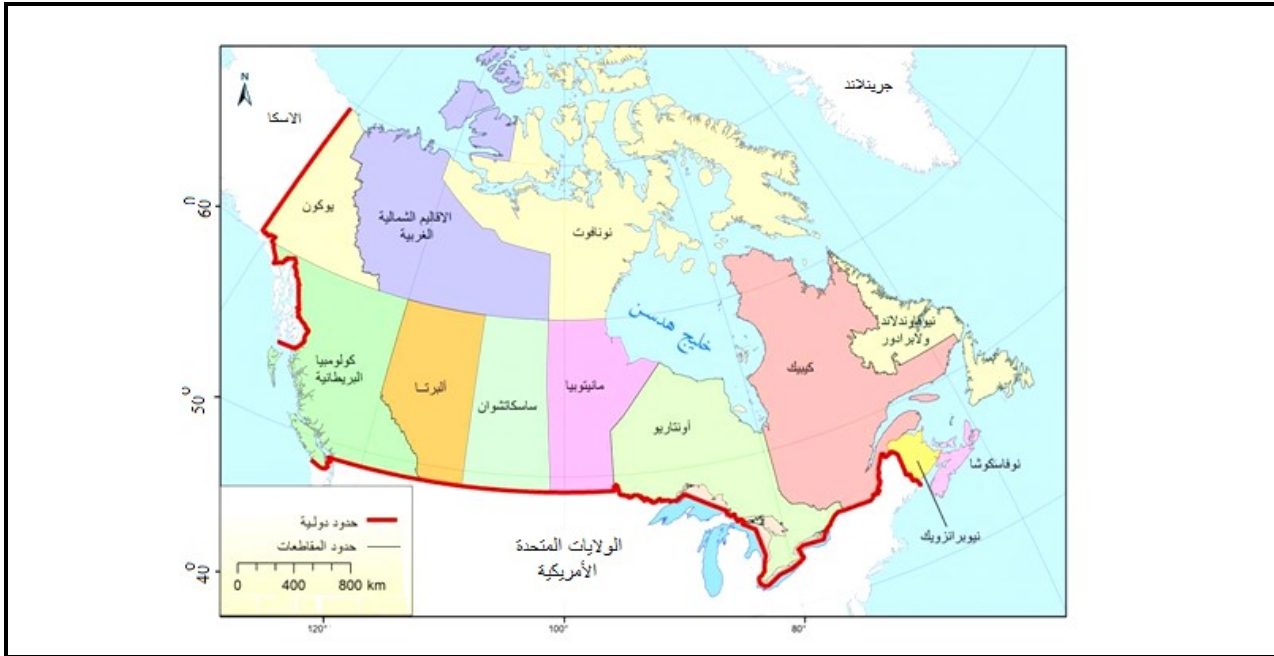 N
جرينلاند
الاسكا
60
يوكون
الاقاليم الشمالية
الغربية
نونافوت
خليج هدسن
نيوفاوندلاند
ولابرادور
كولومبيا
البريطانية
ألبرتا
ساسكاتشوان
مانيتوبيا
كيبيك
أونتاريو
50
نوفاسكوشا
نيوبرانزويك
حدود دولية
حدود المقاطعات
0 400 800 km
الولايات المتحدة
الأمريكية
40
120° 100° 80°